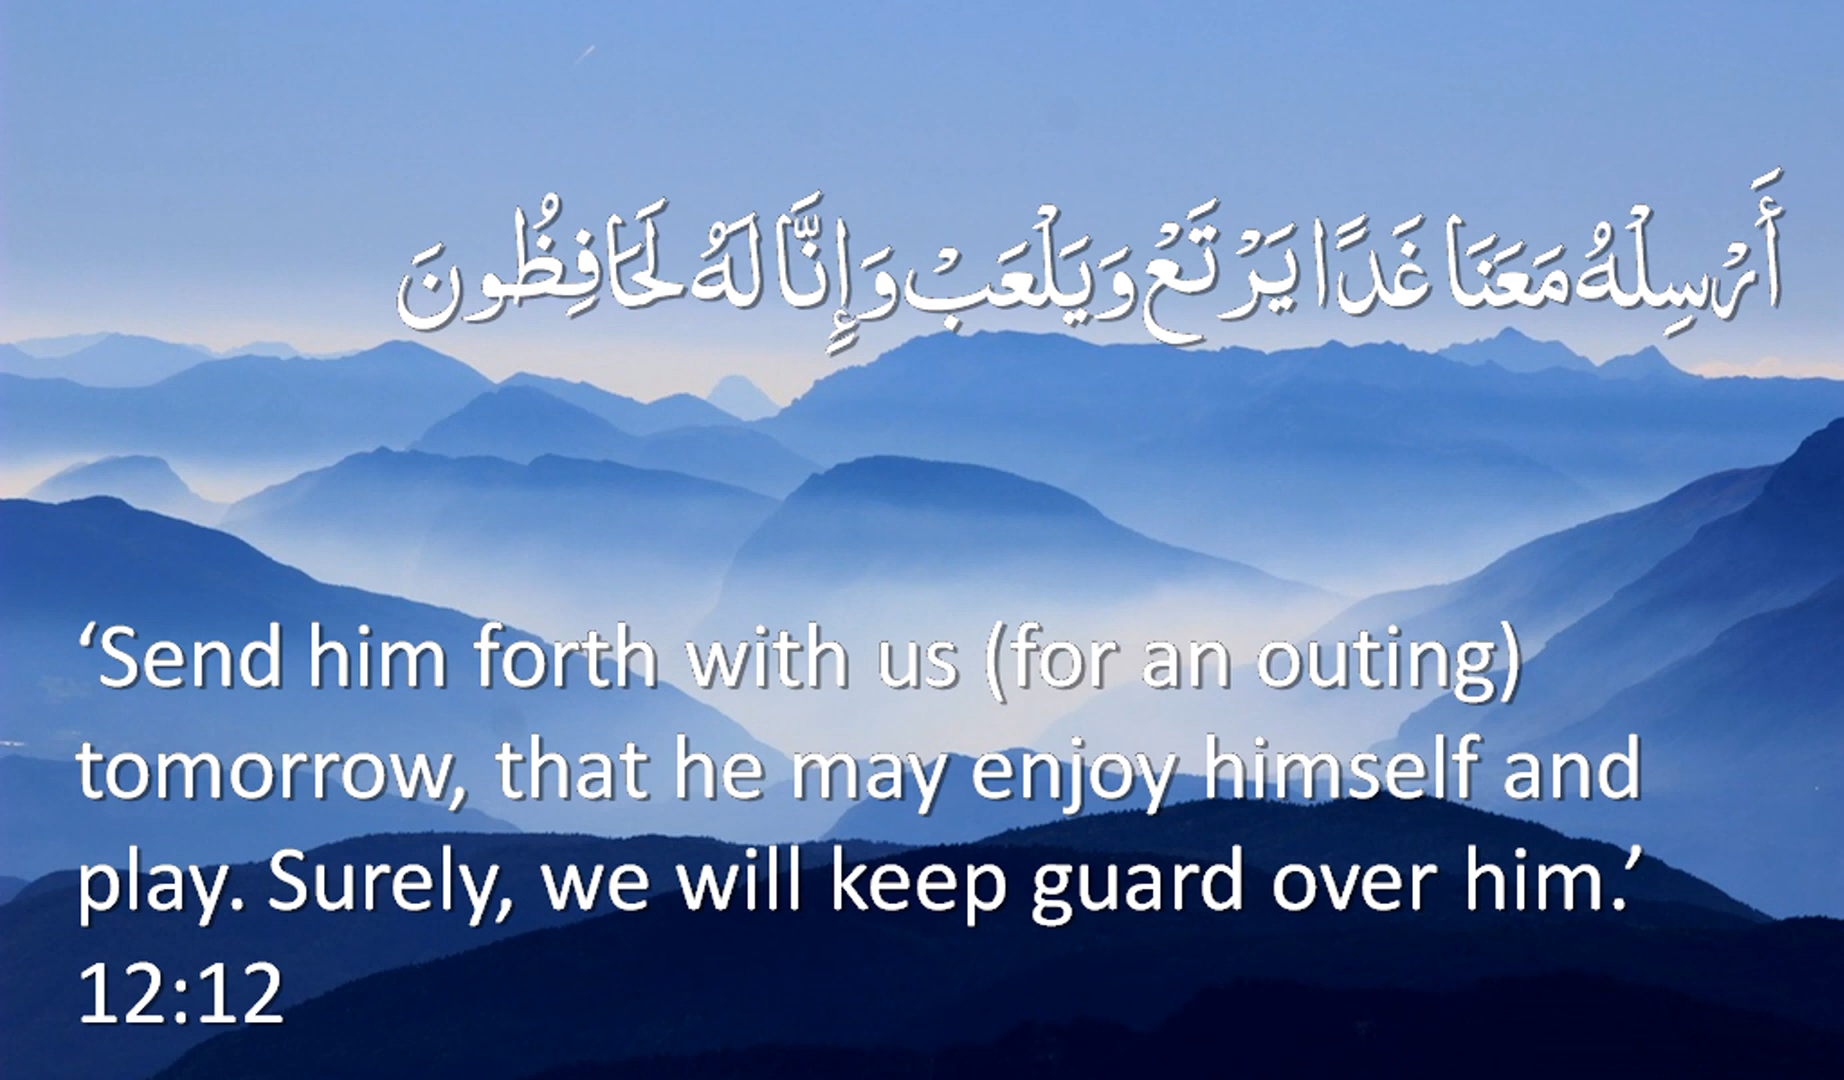 أَرْسِلْهُ مَعَنَا غَدًا يَرْتَعْ وَيَلْعَبْ وَإِنَّا لَهُ لَحَافِظُونَ
‘Send him forth with us (for an outing)
tomorrow, that he may enjoy himself and
play. Surely, we will keep guard over him.’
12:12